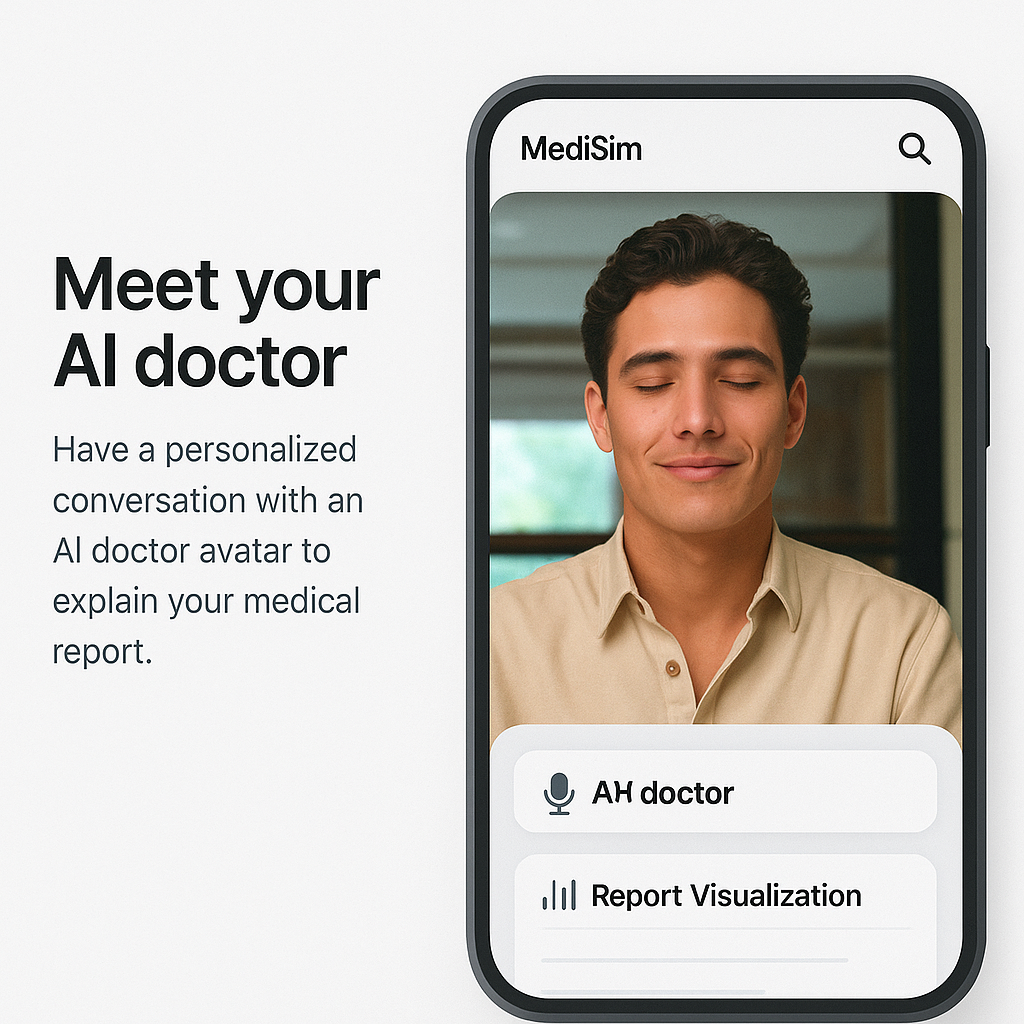 Meet your
AI doctor
Have a personalized
conversation with an
AI doctor avatar to
explain your medical
report.
MediSim
AH doctor
Report Visualization